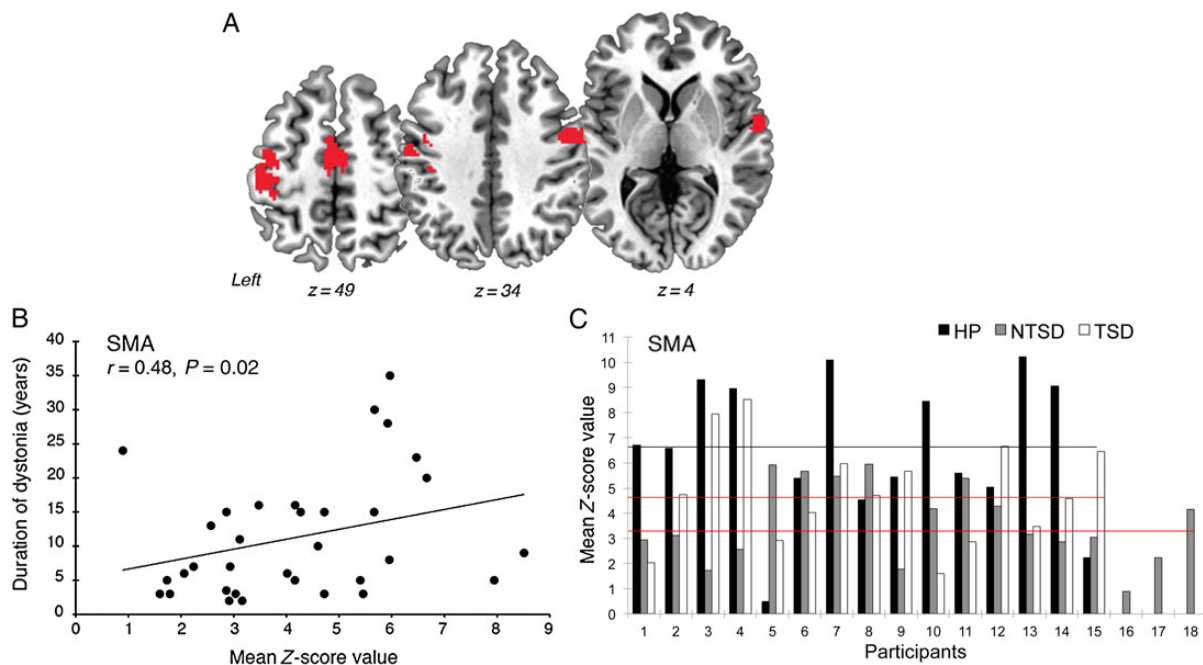 A
Left
z = 49
z = 34
z = 4
B
SMA
r = 0.48, P = 0.02
Duration of dystonia (years)
40
35
30
25
20
15
10
5
0
0 1 2 3 4 5 6 7 8 9
Mean Z-score value
C
HP NTSD TSD
SMA
Mean Z-score value
11
10
9
8
7
6
5
4
3
2
1
0
1 2 3 4 5 6 7 8 9 10 11 12 13 14 15 16 17 18
Participants